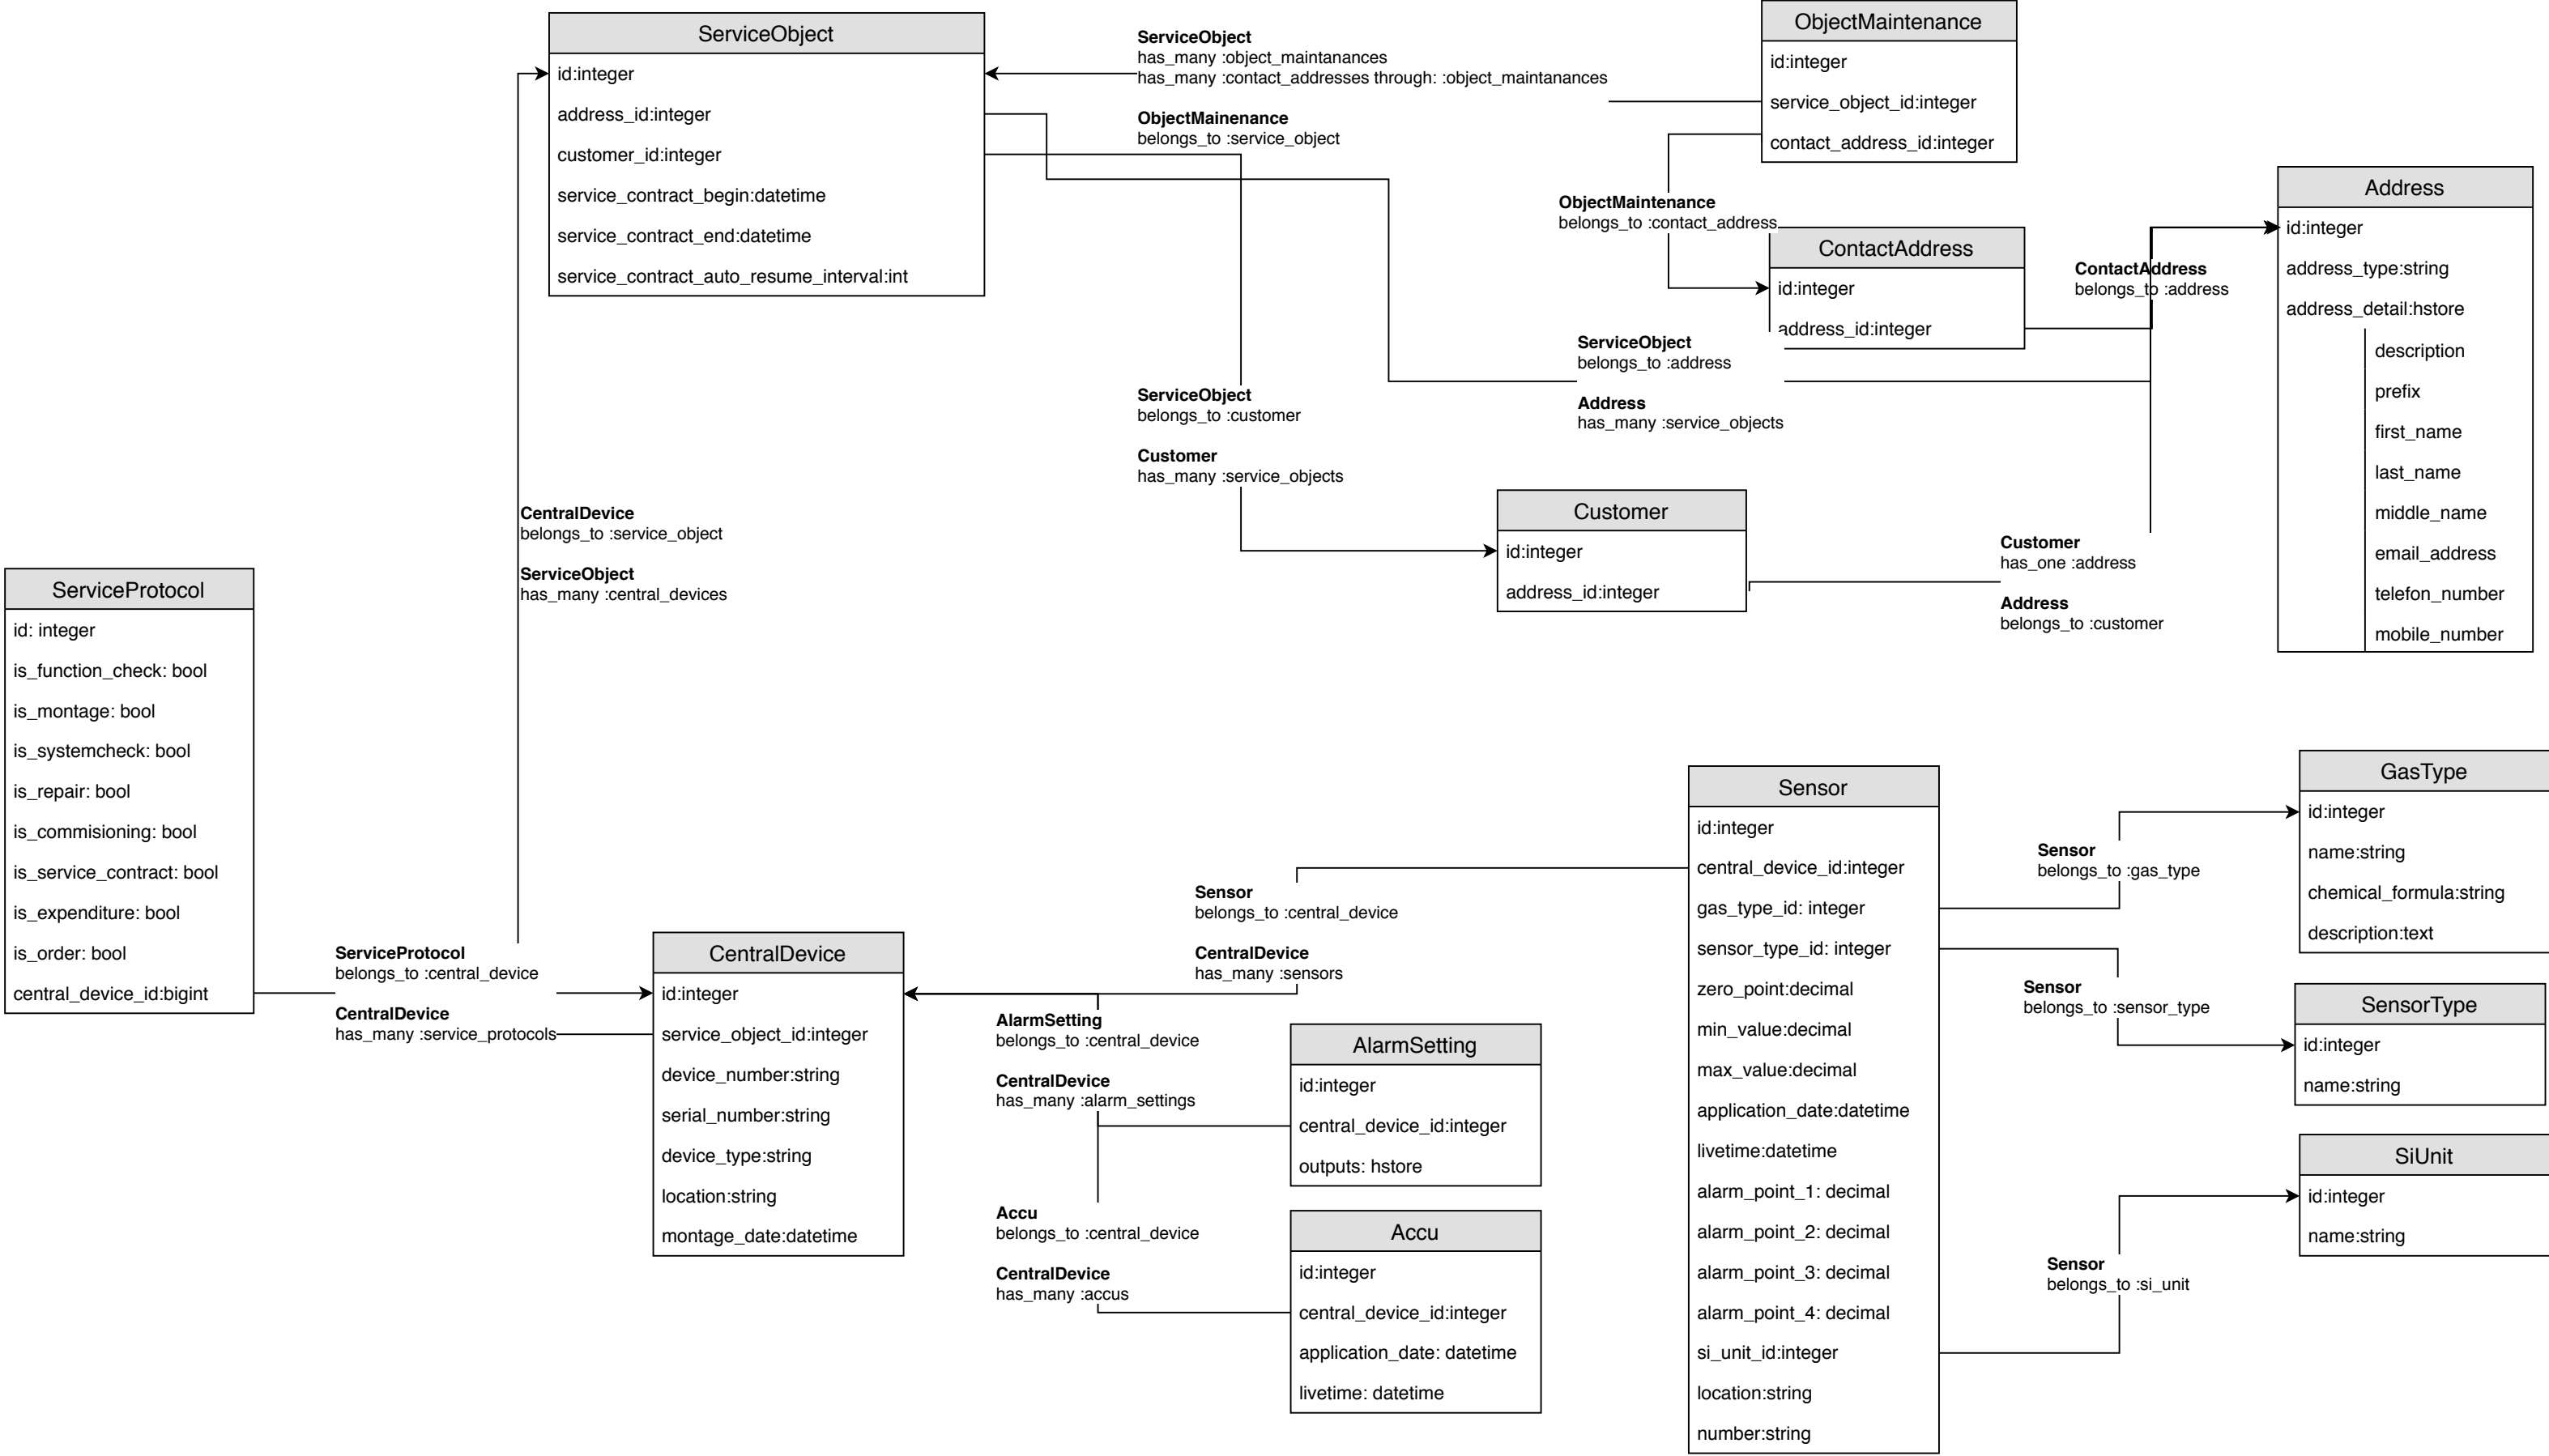 ServiceObject
id:integer
address_id:integer
customer_id:integer
service_contract_begin:datetime
service_contract_end:datetime
service_contract_auto_resume_interval:int
ServiceObject
has_many :object_maintanances
has_many :contact_addresses through: :object_maintanances
ObjectMainenance
belongs_to :service_object
ObjectMaintenance
id:integer
service_object_id:integer
contact_address_id:integer
ObjectMaintenance
belongs_to :contact_address
ContactAddress
id:integer
address_id:integer
ContactAddress
belongs_to :address
Address
id:integer
address_type:string
address_detail:hstore
description
prefix
first_name
last_name
middle_name
email_address
telefon_number
mobile_number
ServiceObject
belongs_to :address
Address
has_many :service_objects
ServiceObject
belongs_to :customer
Customer
has_many :service_objects
Customer
id:integer
address_id:integer
Customer
has_one :address
Address
belongs_to :customer
CentralDevice
belongs_to :service_object
ServiceObject
has_many :central_devices
ServiceProtocol
id: integer
is_function_check: bool
is_montage: bool
is_systemcheck: bool
is_repair: bool
is_commisioning: bool
is_service_contract: bool
is_expenditure: bool
is_order: bool
central_device_id:bigint
ServiceProtocol
belongs_to :central_device
CentralDevice
has_many :service_protocols
CentralDevice
id:integer
service_object_id:integer
device_number:string
serial_number:string
device_type:string
location:string
montage_date:datetime
Sensor
belongs_to :central_device
CentralDevice
has_many :sensors
AlarmSetting
belongs_to :central_device
CentralDevice
has_many :alarm_settings
Accu
belongs_to :central_device
CentralDevice
has_many :accus
AlarmSetting
id:integer
central_device_id:integer
outputs: hstore
Accu
id:integer
central_device_id:integer
application_date: datetime
livetime: datetime
Sensor
id:integer
central_device_id:integer
gas_type_id: integer
sensor_type_id: integer
zero_point:decimal
min_value:decimal
max_value:decimal
application_date:datetime
livetime:datetime
alarm_point_1: decimal
alarm_point_2: decimal
alarm_point_3: decimal
alarm_point_4: decimal
si_unit_id:integer
location:string
number:string
Sensor
belongs_to :gas_type
Sensor
belongs_to :sensor_type
Sensor
belongs_to :si_unit
GasType
id:integer
name:string
chemical_formula:string
description:text
SensorType
id:integer
name:string
SiUnit
id:integer
name:string